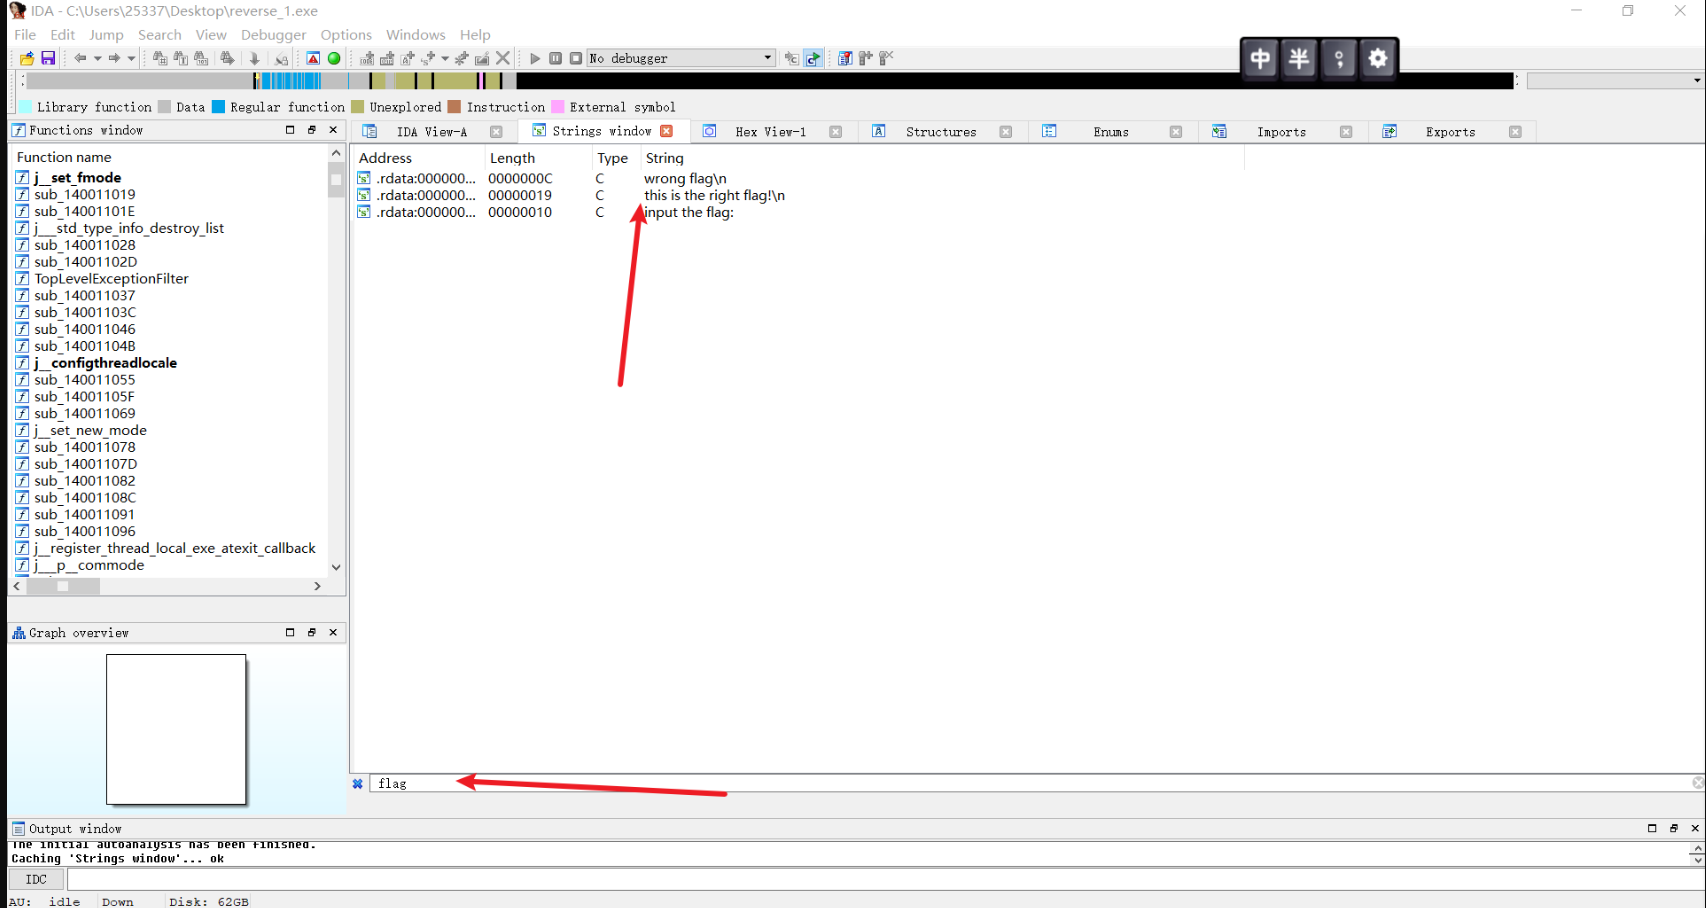 IDA - C:\Users\25337\Desktop\reverse_1.exe
File Edit Jump Search View Debugger Options Windows Help
No debugger
中 半 ；
Library function Data Regular function Unexplored Instruction External symbol
Functions window
IDA View-A Strings window Hex View-1 Structures Enums Imports Exports
Function name
j__set_fmode
sub_140011019
sub_14001101E
j___std_type_info_destroy_list
sub_140011028
sub_14001102D
TopLevelExceptionFilter
sub_140011037
sub_14001103C
sub_140011046
sub_14001104B
j__configthreadlocale
sub_140011055
sub_14001105F
sub_140011069
j__set_new_mode
sub_140011078
sub_14001107D
sub_140011082
sub_14001108C
sub_140011091
sub_140011096
j__register_thread_local_exe_atexit_callback
j___p__commode
Address Length Type String
.rdata:000000... 0000000C C wrong flag\n
.rdata:000000... 00000019 C this is the right flag!\n
.rdata:000000... 00000010 C input the flag:
Graph overview
flag
Output window
The initial autoanalysis has been finished.
Caching 'Strings window'... ok
IDC
AU: idle Down Disk: 62GB